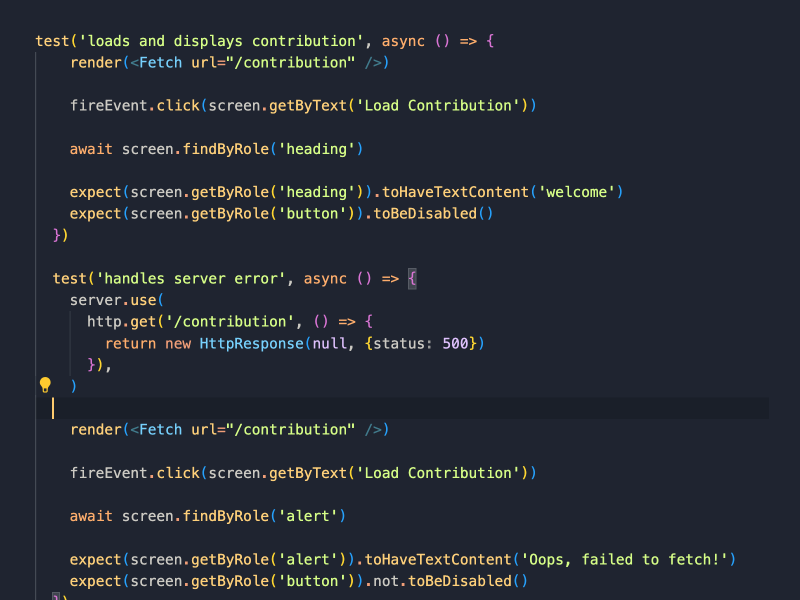 test('loads and displays contribution', async () => {
render(<Fetch url="/contribution" />)
fireEvent.click(screen.getByText('Load Contribution'))
await screen.findByRole('heading')
expect(screen.getByRole('heading')).toHaveTextContent('welcome')
expect(screen.getByRole('button')).toBeDisabled()
})
test('handles server error', async () => {
server.use(
http.get('/contribution', () => {
return new HttpResponse(null, {status: 500})
}),
)
render(<Fetch url="/contribution" />)
fireEvent.click(screen.getByText('Load Contribution'))
await screen.findByRole('alert')
expect(screen.getByRole('alert')).toHaveTextContent('Oops, failed to fetch!')
expect(screen.getByRole('button')).not.toBeDisabled()
})